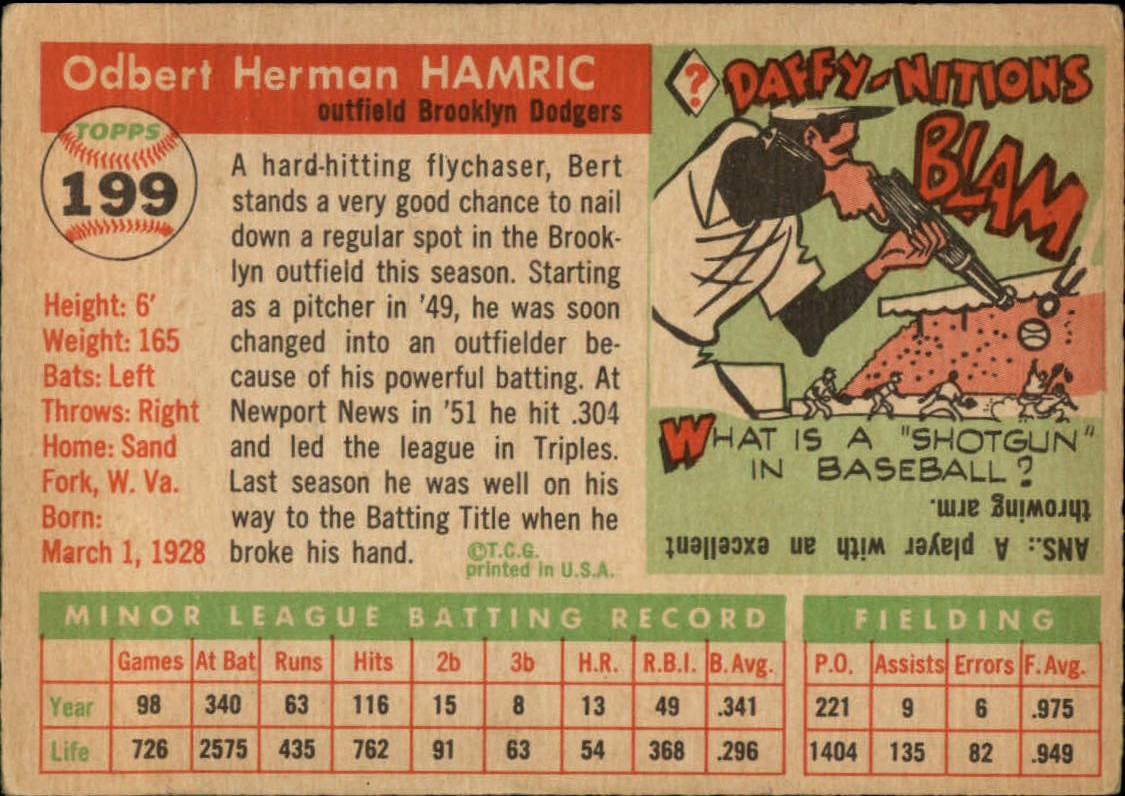 Odbert Herman HAMRIC
outfield Brooklyn Dodgers
TOPPS
199
Height: 6'
Weight: 165
Bats: Left
Throws: Right
Home: Sand
Fork, W. Va.
Born:
March 1, 1928
A hard-hitting flychaser, Bert
stands a very good chance to nail
down a regular spot in the Brook-
lyn outfield this season. Starting
as a pitcher in '49, he was soon
changed into an outfielder be-
cause of his powerful batting. At
Newport News in '51 he hit .304
and led the league in Triples.
Last season he was well on his
way to the Batting Title when he
broke his hand.
©T.C.G.
printed in U.S.A.
?
DAFFY-NITIONS
BLAM
WHAT IS A "SHOTGUN"
IN BASEBALL?
ANS.: A player with an excellent
throwing arm.
MINOR LEAGUE BATTING RECORD
Games At Bat Runs Hits 2b 3b H.R. R.B.I. B. Avg.
Year 98 340 63 116 15 8 13 49 .341
Life 726 2575 435 762 91 63 54 368 .296
FIELDING
P.O. Assists Errors F. Avg.
221 9 6 .975
1404 135 82 .949